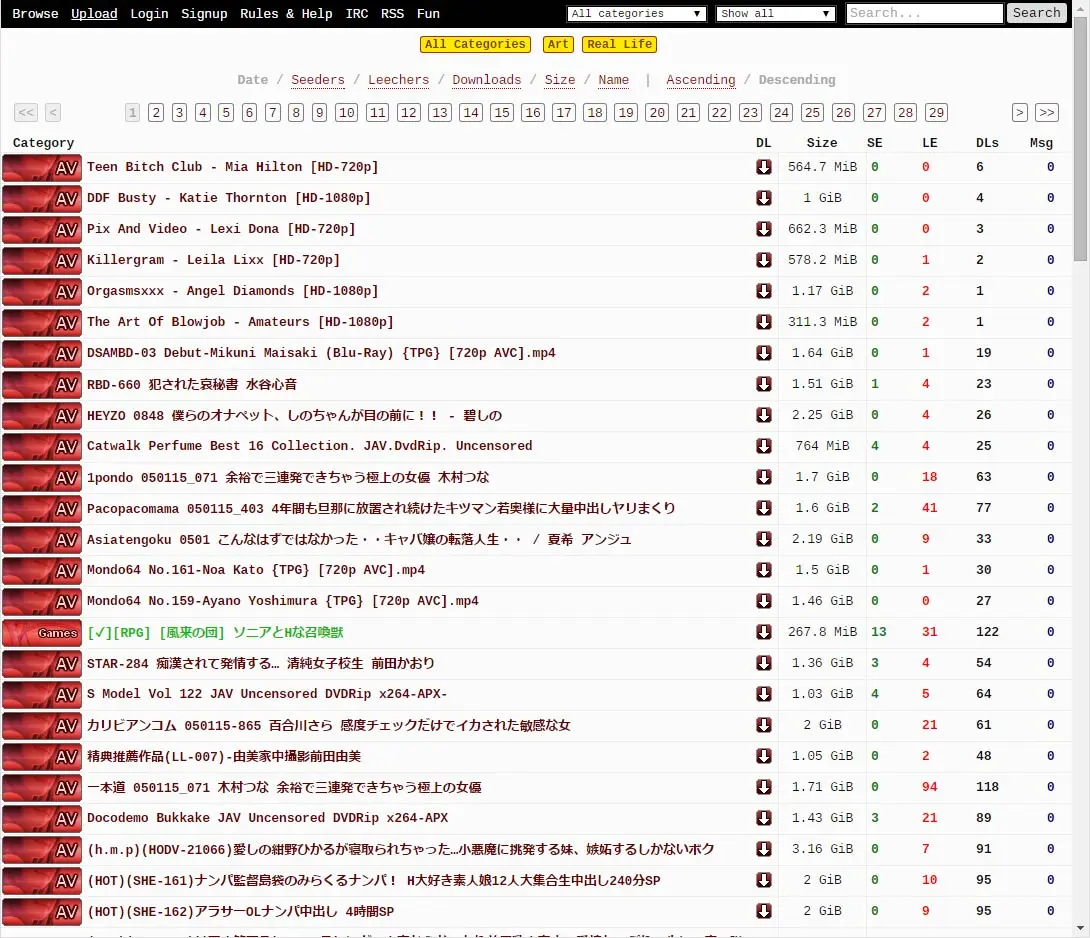 Browse Upload Login Signup Rules & Help IRC RSS Fun All categories Show all Search... Search
All Categories Art Real Life
Date / Seeders / Leechers / Downloads / Size / Name | Ascending / Descending
<< < 1 2 3 4 5 6 7 8 9 10 11 12 13 14 15 16 17 18 19 20 21 22 23 24 25 26 27 28 29 > >>
Category DL Size SE LE DLs Msg
AV Teen Bitch Club - Mia Hilton [HD-720p] 564.7 MiB 0 0 6 0
AV DDF Busty - Katie Thornton [HD-1080p] 1 GiB 0 0 4 0
AV Pix And Video - Lexi Dona [HD-720p] 662.3 MiB 0 0 3 0
AV Killergram - Leila Lixx [HD-720p] 578.2 MiB 0 1 2 0
AV Orgasmsxxx - Angel Diamonds [HD-1080p] 1.17 GiB 0 2 1 0
AV The Art Of Blowjob - Amateurs [HD-1080p] 311.3 MiB 0 2 1 0
AV DSAMBD-03 Debut-Mikuni Maisaki (Blu-Ray) {TPG} [720p AVC].mp4 1.64 GiB 0 1 19 0
AV RBD-660 犯された哀秘書 水谷心音 1.51 GiB 1 4 23 0
AV HEYZO 0848 僕らのオナペット、しのちゃんが目の前に！！ - 碧しの 2.25 GiB 0 4 26 0
AV Catwalk Perfume Best 16 Collection. JAV.DvdRip. Uncensored 764 MiB 4 4 25 0
AV 1pondo 050115_071 余裕で三連発できちゃう極上の女優 木村つな 1.7 GiB 0 18 63 0
AV Pacopacomama 050115_403 4年間も旦那に放置され続けたキツマン若奥様に大量中出しヤリまくり 1.6 GiB 2 41 77 0
AV Asiatengoku 0501 こんなはずではなかった・・キャバ嬢の転落人生・・ / 夏希 アンジュ 2.19 GiB 0 9 33 0
AV Mondo64 No.161-Noa Kato {TPG} [720p AVC].mp4 1.5 GiB 0 1 30 0
AV Mondo64 No.159-Ayano Yoshimura {TPG} [720p AVC].mp4 1.46 GiB 0 0 27 0
Games [✓][RPG] [風来の団] ソニアとHな召喚獣 267.8 MiB 13 31 122 0
AV STAR-284 痴漢されて発情する… 清純女子校生 前田かおり 1.36 GiB 3 4 54 0
AV S Model Vol 122 JAV Uncensored DVDRip x264-APX- 1.03 GiB 4 5 64 0
AV カリビアンコム 050115-865 百合川さら 感度チェックだけでイカされた敏感な女 2 GiB 0 21 61 0
AV 精典推薦作品(LL-007)-由美家中攝影前田由美 1.05 GiB 0 2 48 0
AV 一本道 050115_071 木村つな 余裕で三連発できちゃう極上の女優 1.71 GiB 0 94 118 0
AV Docodemo Bukkake JAV Uncensored DVDRip x264-APX 1.43 GiB 3 21 89 0
AV (h.m.p)(HODV-21066)愛しの紺野ひかるが寝取られちゃった…小悪魔に挑発する妹、嫉妬するしかないボク 3.16 GiB 0 7 91 0
AV (HOT)(SHE-161)ナンパ監督島袋のみらくるナンパ！ H大好き素人娘12人大集合生中出し240分SP 2 GiB 0 10 95 0
AV (HOT)(SHE-162)アラサーOLナンパ中出し 4時間SP 2 GiB 0 9 95 0